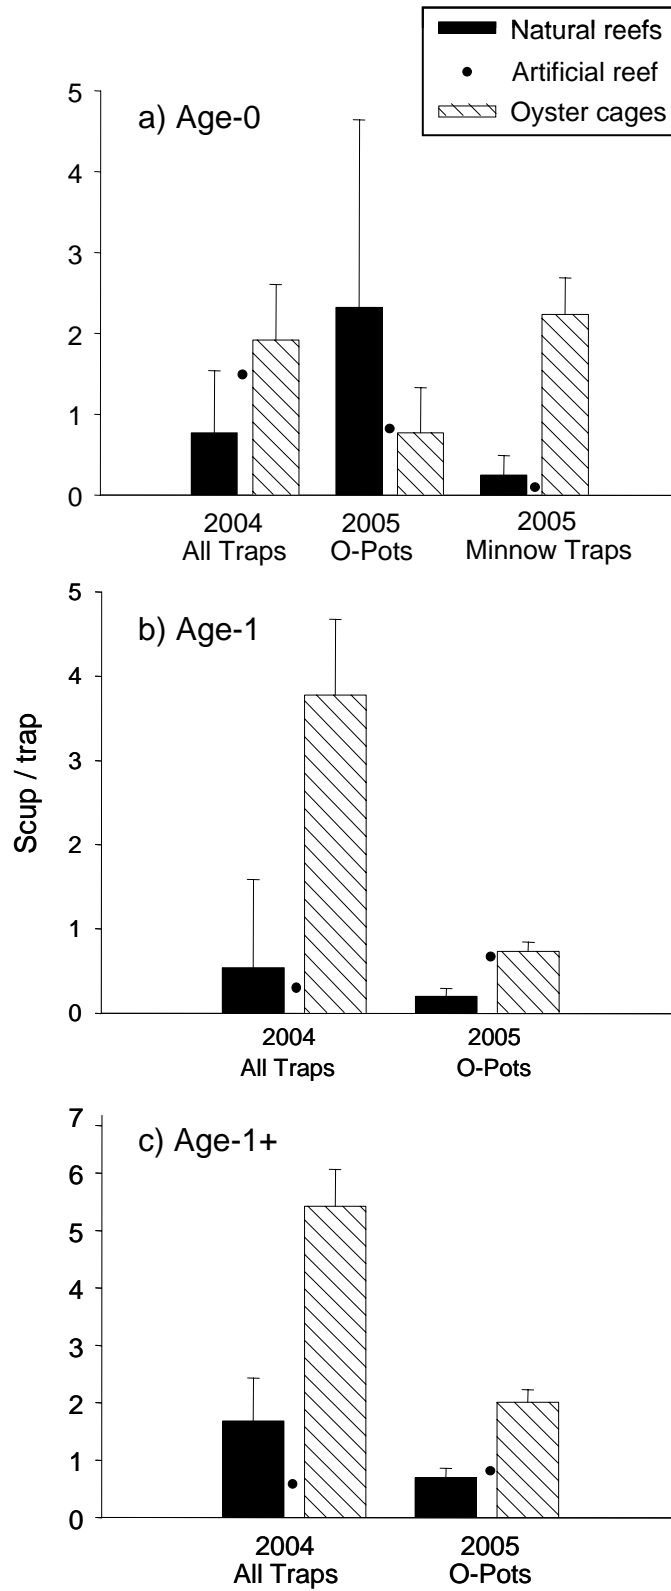 Natural reefs
Artificial reef
Oyster cages
a) Age-0
5
4
3
2
1
0
2004 2005 2005
All Traps O-Pots Minnow Traps
Scup / trap
b) Age-1
5
4
3
2
1
0
2004 2005
All Traps O-Pots
c) Age-1+
7
6
5
4
3
2
1
0
2004 2005
All Traps O-Pots